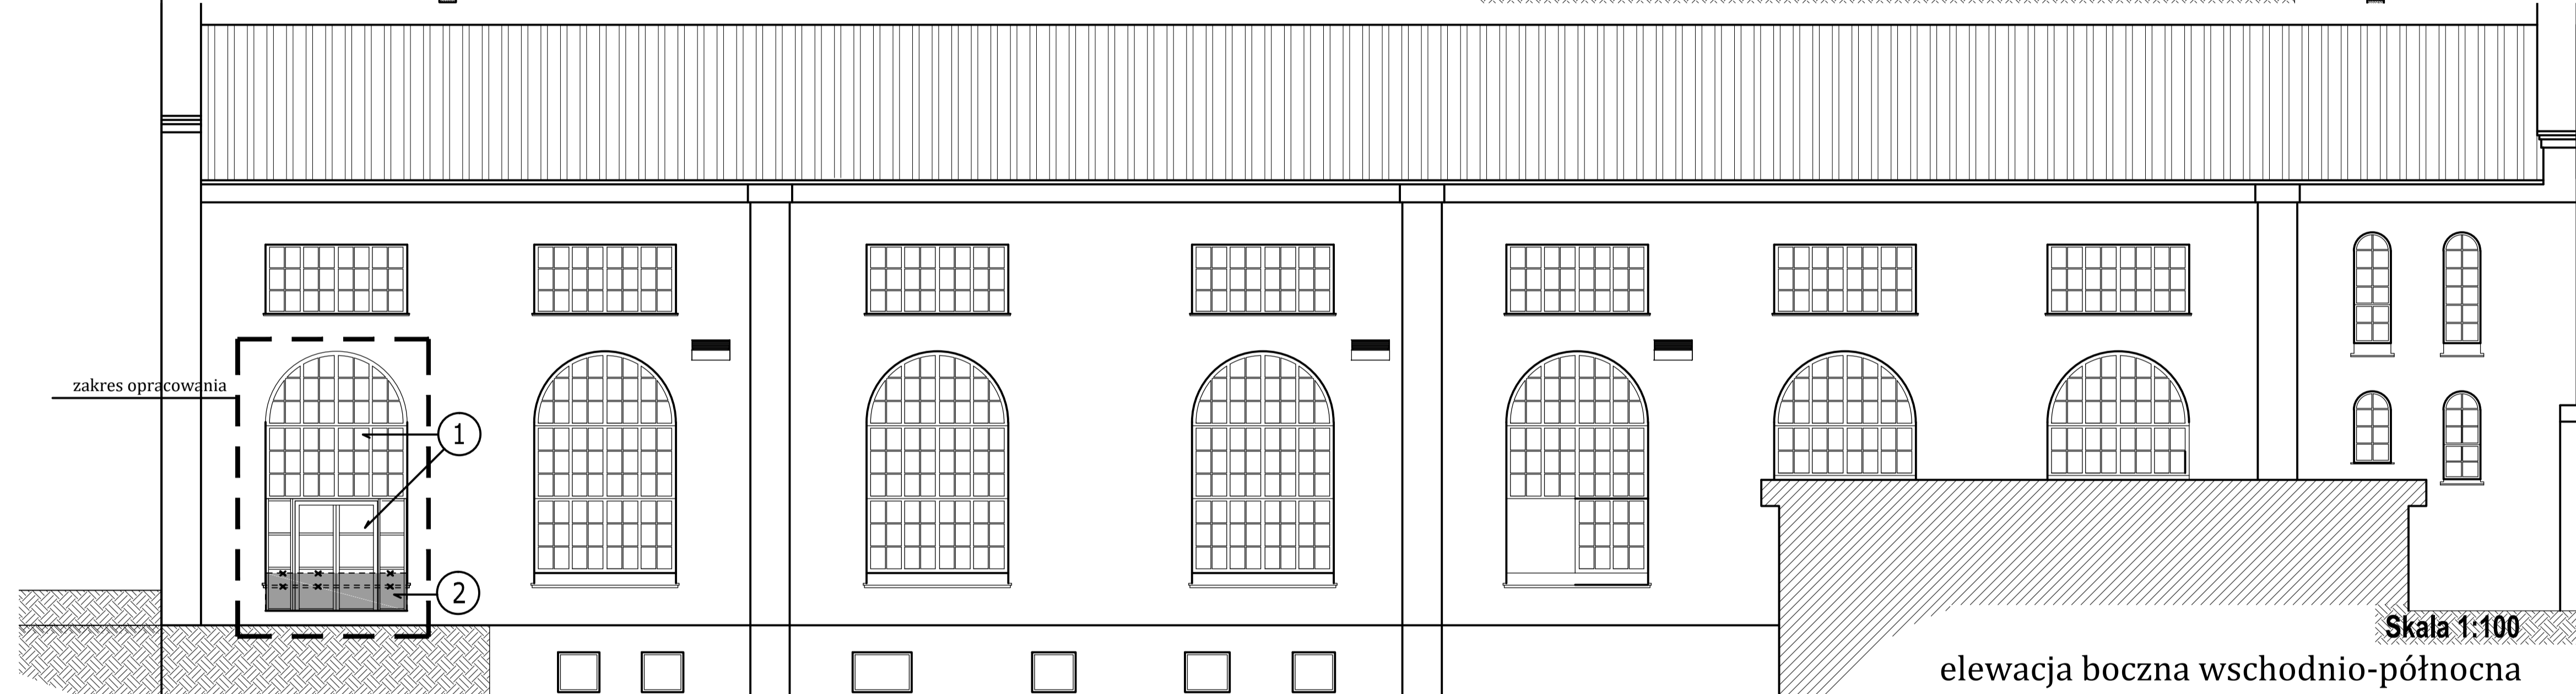 zakres opracowania
1
2
Skala 1:100
elewacja boczna wschodnio-północna